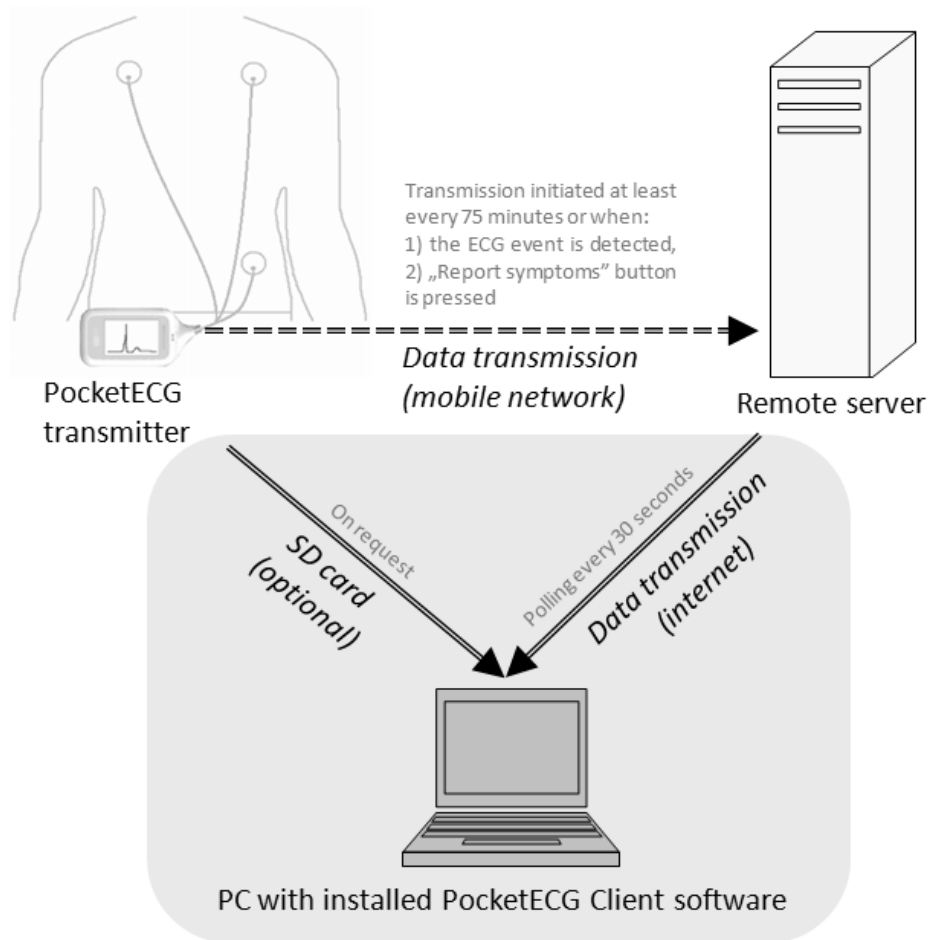 Transmission initiated at least
every 75 minutes or when:
1) the ECG event is detected,
2) „Report symptoms” button
is pressed
Data transmission
(mobile network)
PocketECG
transmitter
Remote server
On request
SD card
(optional)
Polling every 30 seconds
Data transmission
(internet)
PC with installed PocketECG Client software